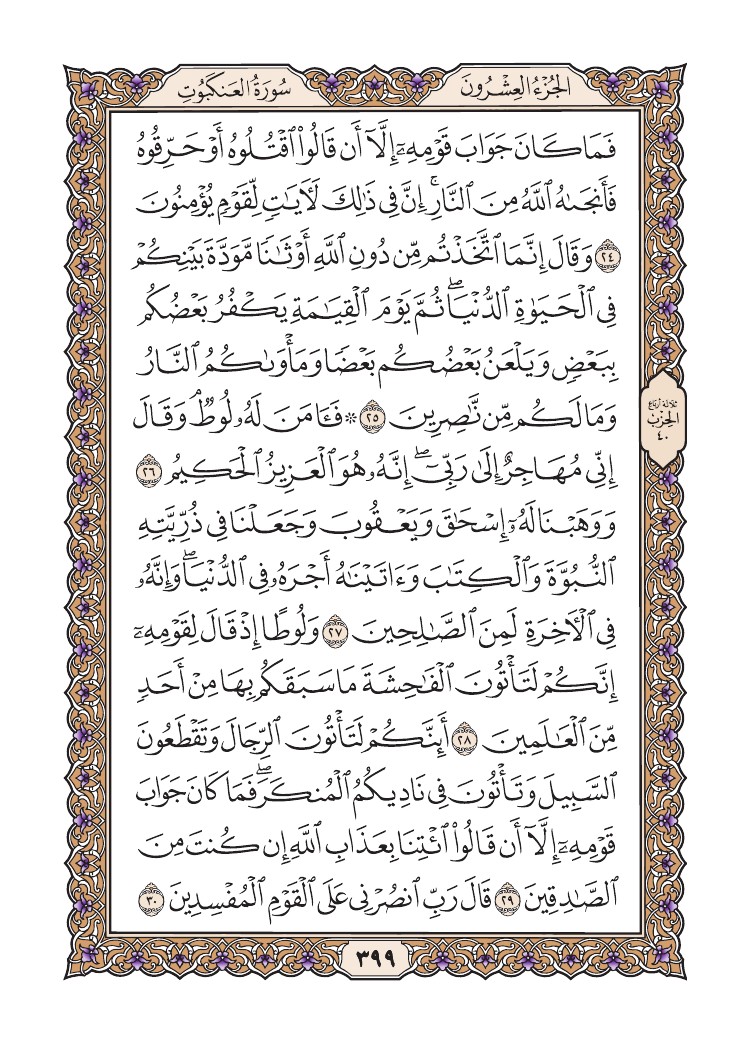 الجُزْءُ العِشْرُونَ
سُورَةُ العَنكَبُوتِ
فَمَا كَانَ جَوَابَ قَوْمِهِۦٓ إِلَّآ أَن قَالُوا۟ ٱقْتُلُوهُ أَوْ حَرِّقُوهُ
فَأَنجَىٰهُ ٱللَّهُ مِنَ ٱلنَّارِۚ إِنَّ فِى ذَٰلِكَ لَـَٔايَـٰتٍ لِّقَوْمٍ يُؤْمِنُونَ
٢٤ وَقَالَ إِنَّمَا ٱتَّخَذْتُم مِّن دُونِ ٱللَّهِ أَوْثَـٰنًا مَّوَدَّةَ بَيْنِكُمْ
فِى ٱلْحَيَوٰةِ ٱلدُّنْيَاۖ ثُمَّ يَوْمَ ٱلْقِيَـٰمَةِ يَكْفُرُ بَعْضُكُم
بِبَعْضٍ وَيَلْعَنُ بَعْضُكُم بَعْضًا وَمَأْوَىٰكُمُ ٱلنَّارُ
وَمَا لَكُم مِّن نَّـٰصِرِينَ ٢٥ ۞ فَـَٔامَنَ لَهُۥ لُوطٌۘ وَقَالَ
إِنِّى مُهَاجِرٌ إِلَىٰ رَبِّىٓۖ إِنَّهُۥ هُوَ ٱلْعَزِيزُ ٱلْحَكِيمُ ٢٦
وَوَهَبْنَا لَهُۥٓ إِسْحَـٰقَ وَيَعْقُوبَ وَجَعَلْنَا فِى ذُرِّيَّتِهِ
ٱلنُّبُوَّةَ وَٱلْكِتَـٰبَ وَءَاتَيْنَـٰهُ أَجْرَهُۥ فِى ٱلدُّنْيَاۖ وَإِنَّهُۥ
فِى ٱلْـَٔاخِرَةِ لَمِنَ ٱلصَّـٰلِحِينَ ٢٧ وَلُوطًا إِذْ قَالَ لِقَوْمِهِۦٓ
إِنَّكُمْ لَتَأْتُونَ ٱلْفَـٰحِشَةَ مَا سَبَقَكُم بِهَا مِنْ أَحَدٍ
مِّنَ ٱلْعَـٰلَمِينَ ٢٨ أَئِنَّكُمْ لَتَأْتُونَ ٱلرِّجَالَ وَتَقْطَعُونَ
ٱلسَّبِيلَ وَتَأْتُونَ فِى نَادِيكُمُ ٱلْمُنكَرَۖ فَمَا كَانَ جَوَابَ
قَوْمِهِۦٓ إِلَّآ أَن قَالُوا۟ ٱئْتِنَا بِعَذَابِ ٱللَّهِ إِن كُنتَ مِنَ
ٱلصَّـٰدِقِينَ ٢٩ قَالَ رَبِّ ٱنصُرْنِى عَلَى ٱلْقَوْمِ ٱلْمُفْسِدِينَ ٣٠
ثلاثة أرباع
الحِزْب
٤٠
٣٩٩